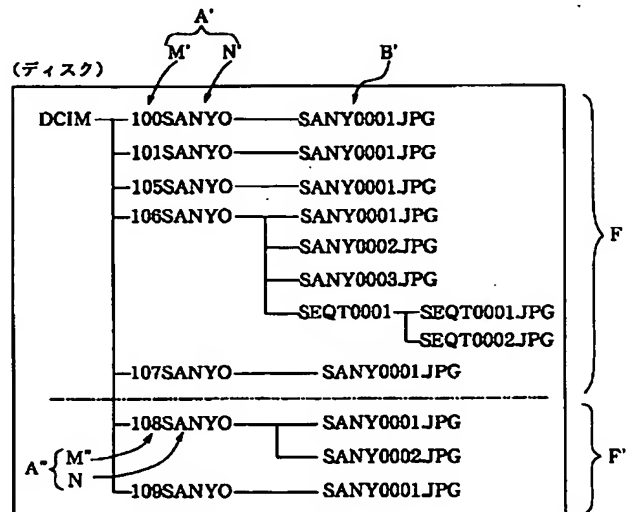 A'
M' N' B'
(ディスク)
DCIM 100SANYO SANY0001.JPG
101SANYO SANY0001.JPG
105SANYO SANY0001.JPG
106SANYO SANY0001.JPG
SANY0002.JPG
SANY0003.JPG
F
SEQT0001 SEQT0001.JPG
SEQT0002.JPG
107SANYO SANY0001.JPG
108SANYO SANY0001.JPG
A" M" SANY0002.JPG F'
N
109SANYO SANY0001.JPG